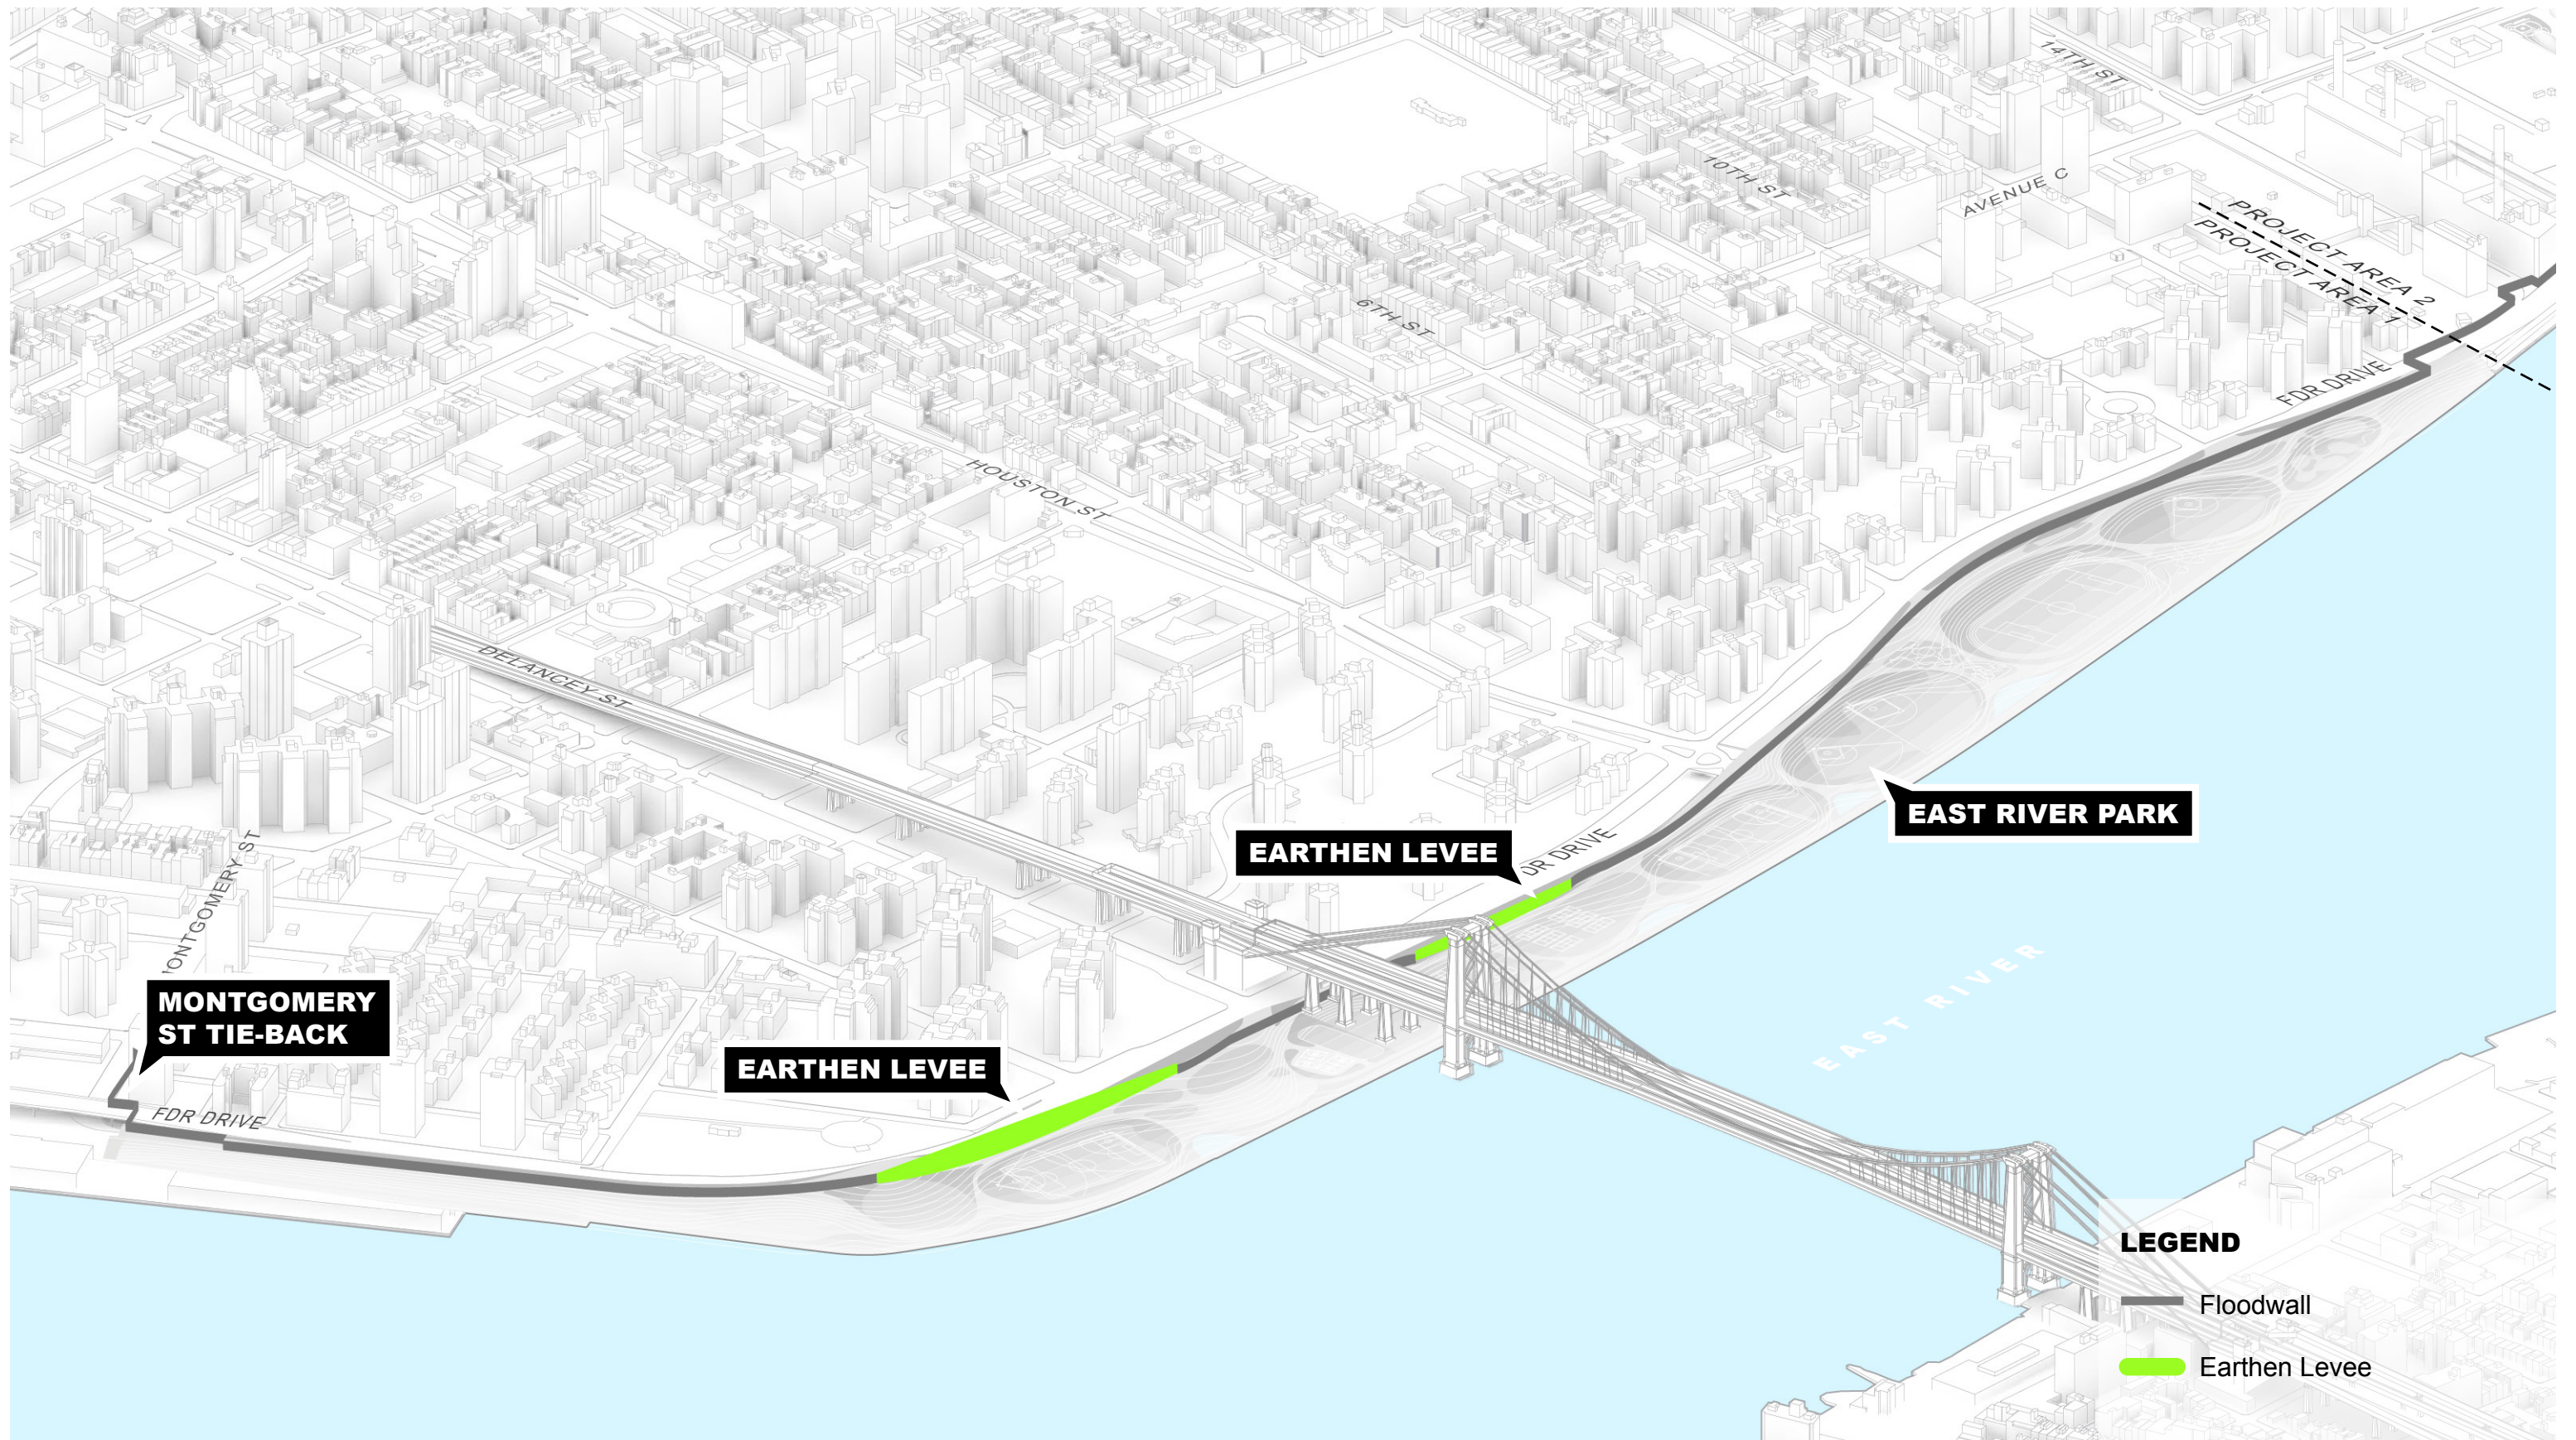 14TH ST
10TH ST
AVENUE C
PROJECT AREA 2
PROJECT AREA 1
6TH ST
FDR DRIVE
HOUSTON ST
DELANCEY ST
EAST RIVER PARK
EARTHEN LEVEE
DR DRIVE
ONTGOMERY ST
EAST RIVER
MONTGOMERY
ST TIE-BACK
EARTHEN LEVEE
FDR DRIVE
LEGEND
Floodwall
Earthen Levee